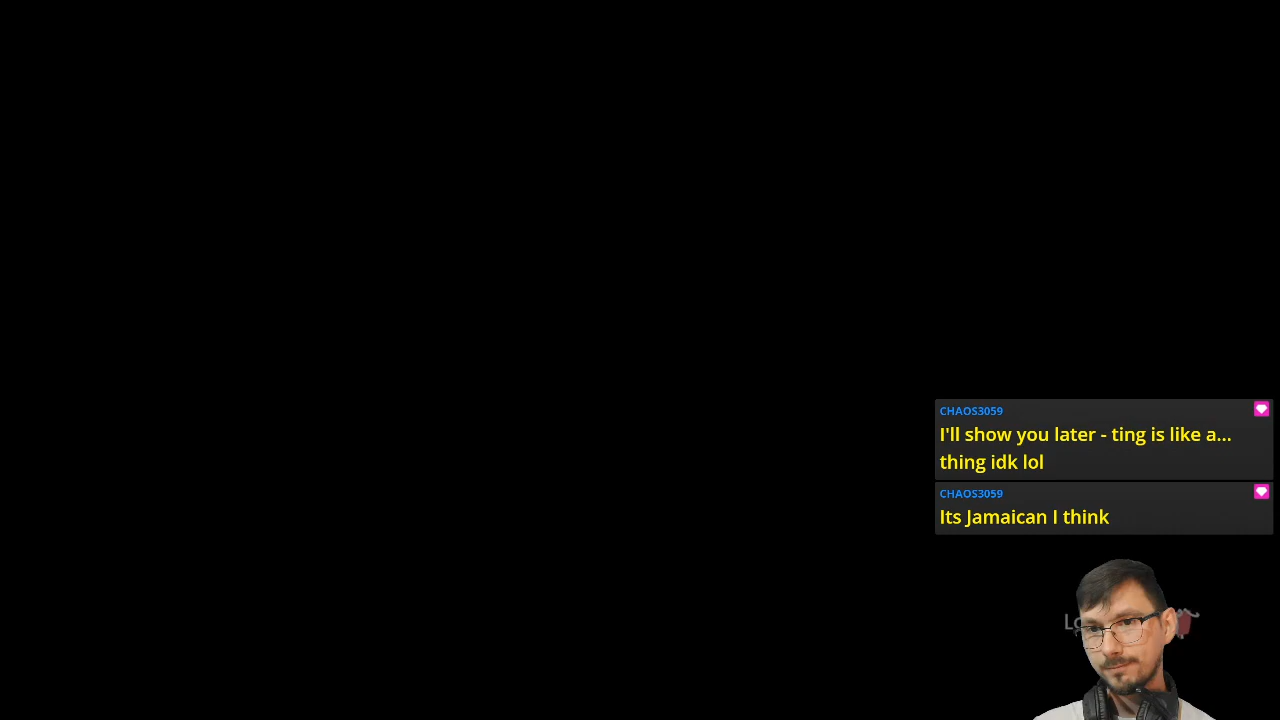 CHAOS3059
I'll show you later - ting is like a...
thing idk lol
CHAOS3059
Its Jamaican I think